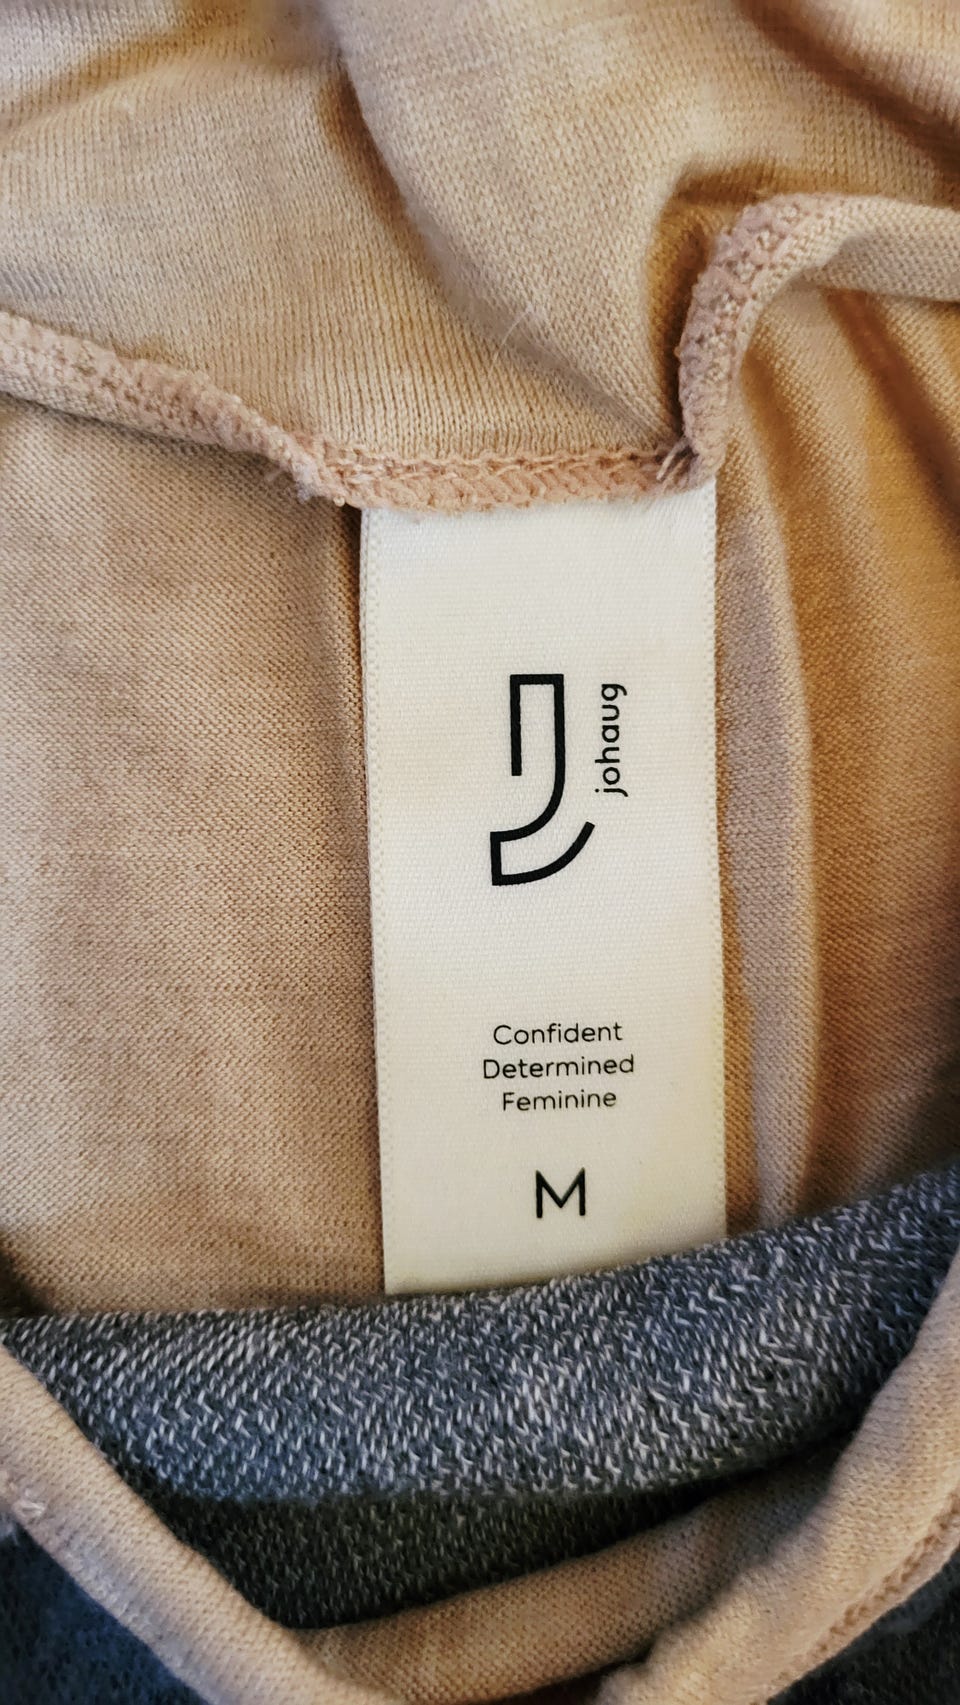 johaug
Confident
Determined
Feminine
M